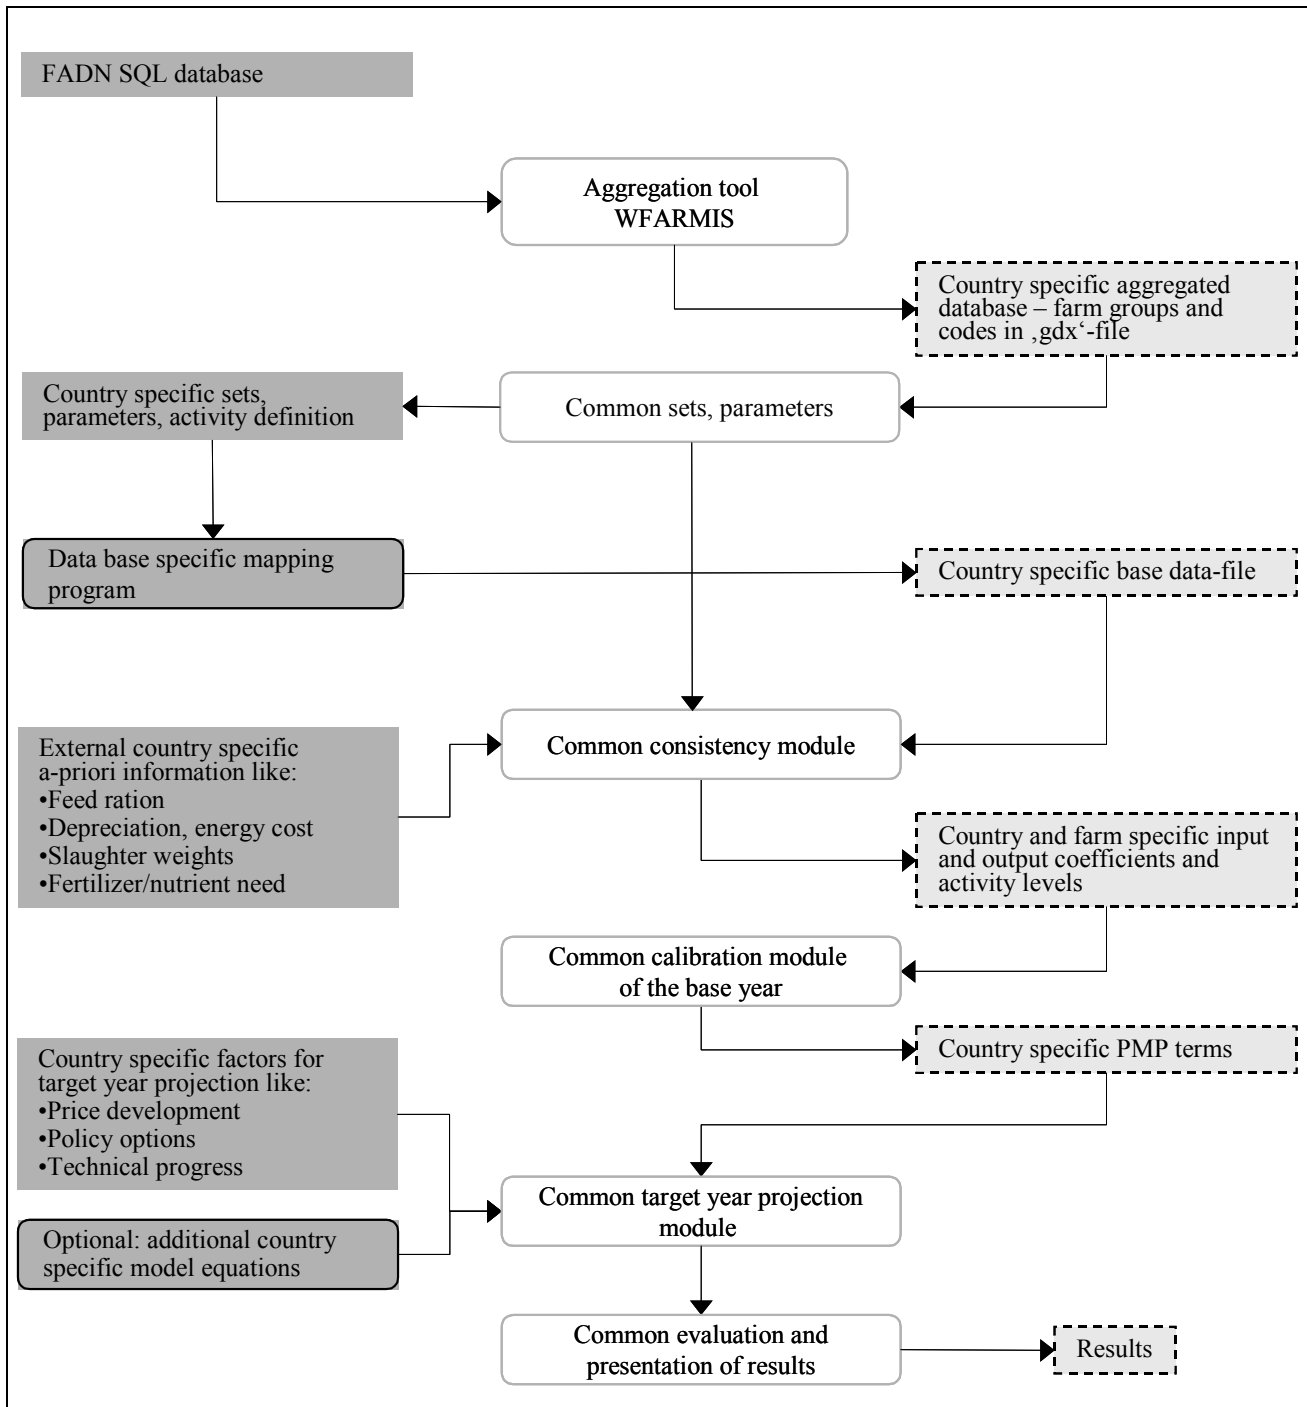 FADN SQL database
Aggregation tool
WFARMIS
Country specific aggregated
database – farm groups and
codes in ‚gdx‘-file
Country specific sets,
parameters, activity definition
Common sets, parameters
Data base specific mapping
program
Country specific base data-file
External country specific
a-priori information like:
•Feed ration
•Depreciation, energy cost
•Slaughter weights
•Fertilizer/nutrient need
Common consistency module
Country and farm specific input
and output coefficients and
activity levels
Common calibration module
of the base year
Country specific PMP terms
Country specific factors for
target year projection like:
•Price development
•Policy options
•Technical progress
Common target year projection
module
Optional: additional country
specific model equations
Common evaluation and
presentation of results
Results